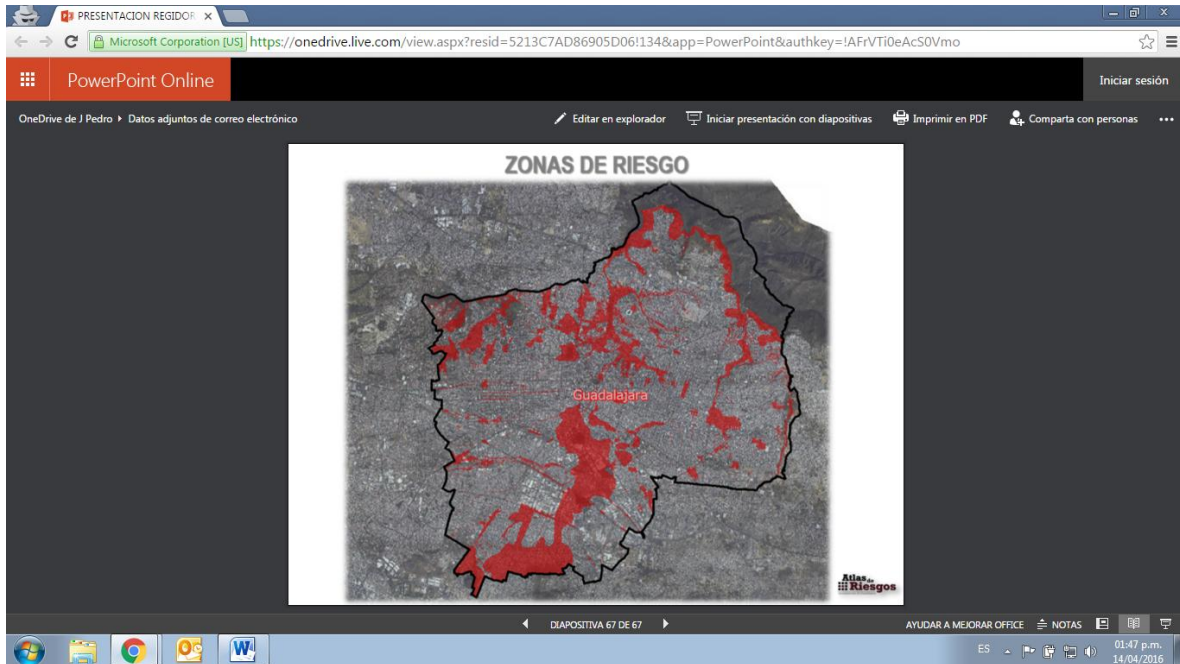 PRESENTACION REGIDOR
Microsoft Corporation [US] https://onedrive.live.com/view.aspx?resid=5213C7AD86905D06!134&app=PowerPoint&authkey=!AFrVTi0eAcS0Vmo
PowerPoint Online
Iniciar sesión
OneDrive de J Pedro
Datos adjuntos de correo electrónico
Editar en explorador
Iniciar presentación con diapositivas
Imprimir en PDF
Comparta con personas
ZONAS DE RIESGO
Guadalajara
Atlas de
Riesgos
DIAPOSITIVA 67 DE 67
AYUDAR A MEJORAR OFFICE
NOTAS
ES
01:47 p.m.
14/04/2016